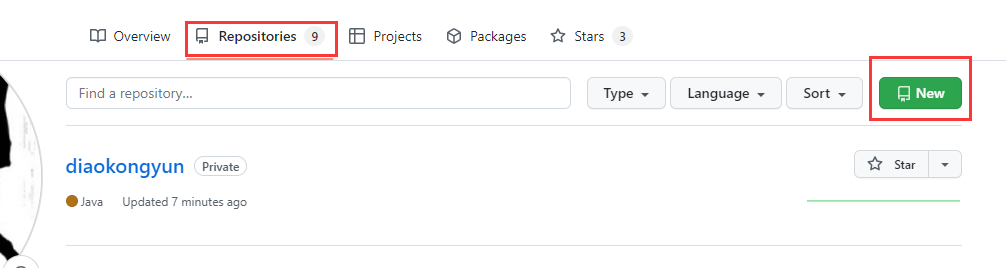 Overview Repositories 9 Projects Packages Stars 3
Find a repository... Type Language Sort New
diaokongyun Private Star
Java Updated 7 minutes ago